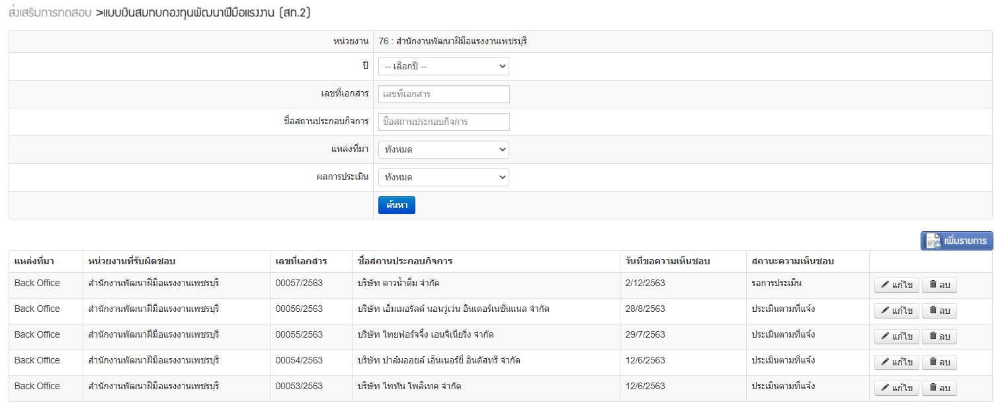 ส่งเสริมการทดสอบ >แบบเงินสมทบกองทุนพัฒนาฝีมือแรงงาน (สท.2)
หน่วยงาน 76 : สำนักงานพัฒนาฝีมือแรงงานเพชรบุรี
ปี -- เลือกปี --
เลขที่เอกสาร เลขที่เอกสาร
ชื่อสถานประกอบกิจการ ชื่อสถานประกอบกิจการ
แหล่งที่มา ทั้งหมด
ผลการประเมิน ทั้งหมด
ค้นหา
เพิ่มรายการ
แหล่งที่มา หน่วยงานที่รับผิดชอบ เลขที่เอกสาร ชื่อสถานประกอบกิจการ วันที่ขอความเห็นชอบ สถานะความเห็นชอบ
Back Office สำนักงานพัฒนาฝีมือแรงงานเพชรบุรี 00057/2563 บริษัท ดาวน้ำดื่ม จำกัด 2/12/2563 รอการประเมิน แก้ไข ลบ
Back Office สำนักงานพัฒนาฝีมือแรงงานเพชรบุรี 00056/2563 บริษัท เอ็มเมอรัลด์ นอนวู่เว่น อินเตอร์เนชั่นแนล จำกัด 28/8/2563 ประเมินตามที่แจ้ง แก้ไข ลบ
Back Office สำนักงานพัฒนาฝีมือแรงงานเพชรบุรี 00055/2563 บริษัท ไทยฟอร์จจิ้ง เอนจิเนียริ่ง จำกัด 29/7/2563 ประเมินตามที่แจ้ง แก้ไข ลบ
Back Office สำนักงานพัฒนาฝีมือแรงงานเพชรบุรี 00054/2563 บริษัท ปาล์มออยล์ เอ็นเนอร์ยี่ อินดัสทรี จำกัด 12/6/2563 ประเมินตามที่แจ้ง แก้ไข ลบ
Back Office สำนักงานพัฒนาฝีมือแรงงานเพชรบุรี 00053/2563 บริษัท ไททัน โพลีเทค จำกัด 12/6/2563 ประเมินตามที่แจ้ง แก้ไข ลบ